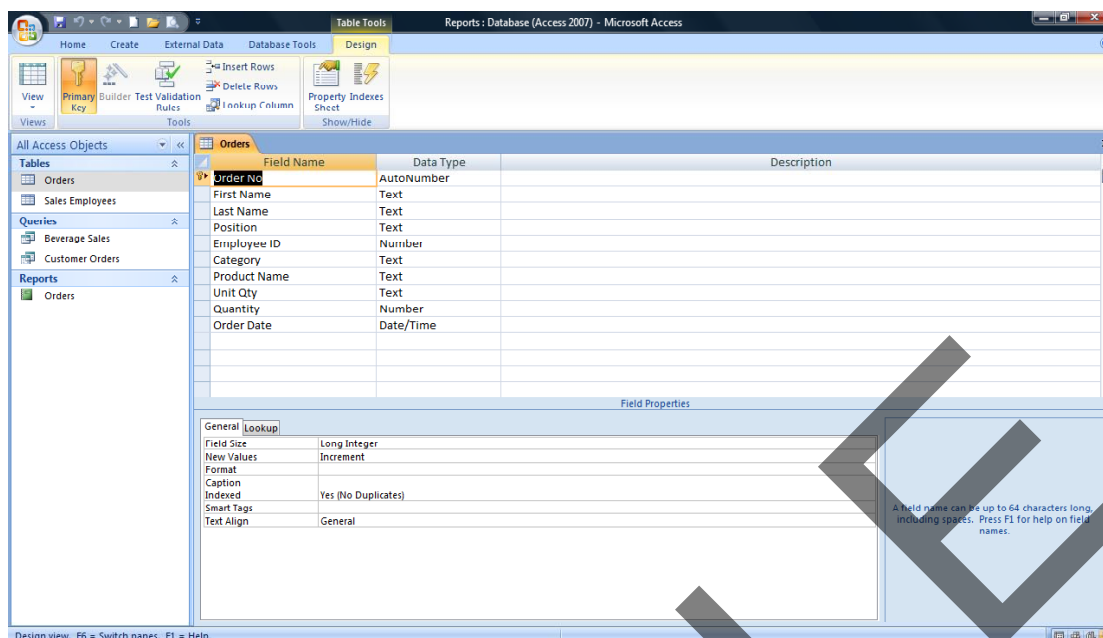 Table Tools
Reports : Database (Access 2007) - Microsoft Access
Home Create External Data Database Tools Design
View
Primary Key
Builder
Test Validation Rules
Insert Rows
Delete Rows
Lookup Column
Property Sheet
Indexes
Views Tools Show/Hide
All Access Objects
Tables
Orders
Sales Employees
Queries
Beverage Sales
Customer Orders
Reports
Orders
Orders
Field Name Data Type Description
Order No AutoNumber
First Name Text
Last Name Text
Position Text
Employee ID Number
Category Text
Product Name Text
Unit Qty Text
Quantity Number
Order Date Date/Time
Field Properties
General Lookup
Field Size Long Integer
New Values Increment
Format
Caption
Indexed Yes (No Duplicates)
Smart Tags
Text Align General
A field name can be up to 64 characters long,
including spaces. Press F1 for help on field
names.
Design view. F6 = Switch panes. F1 = Help.